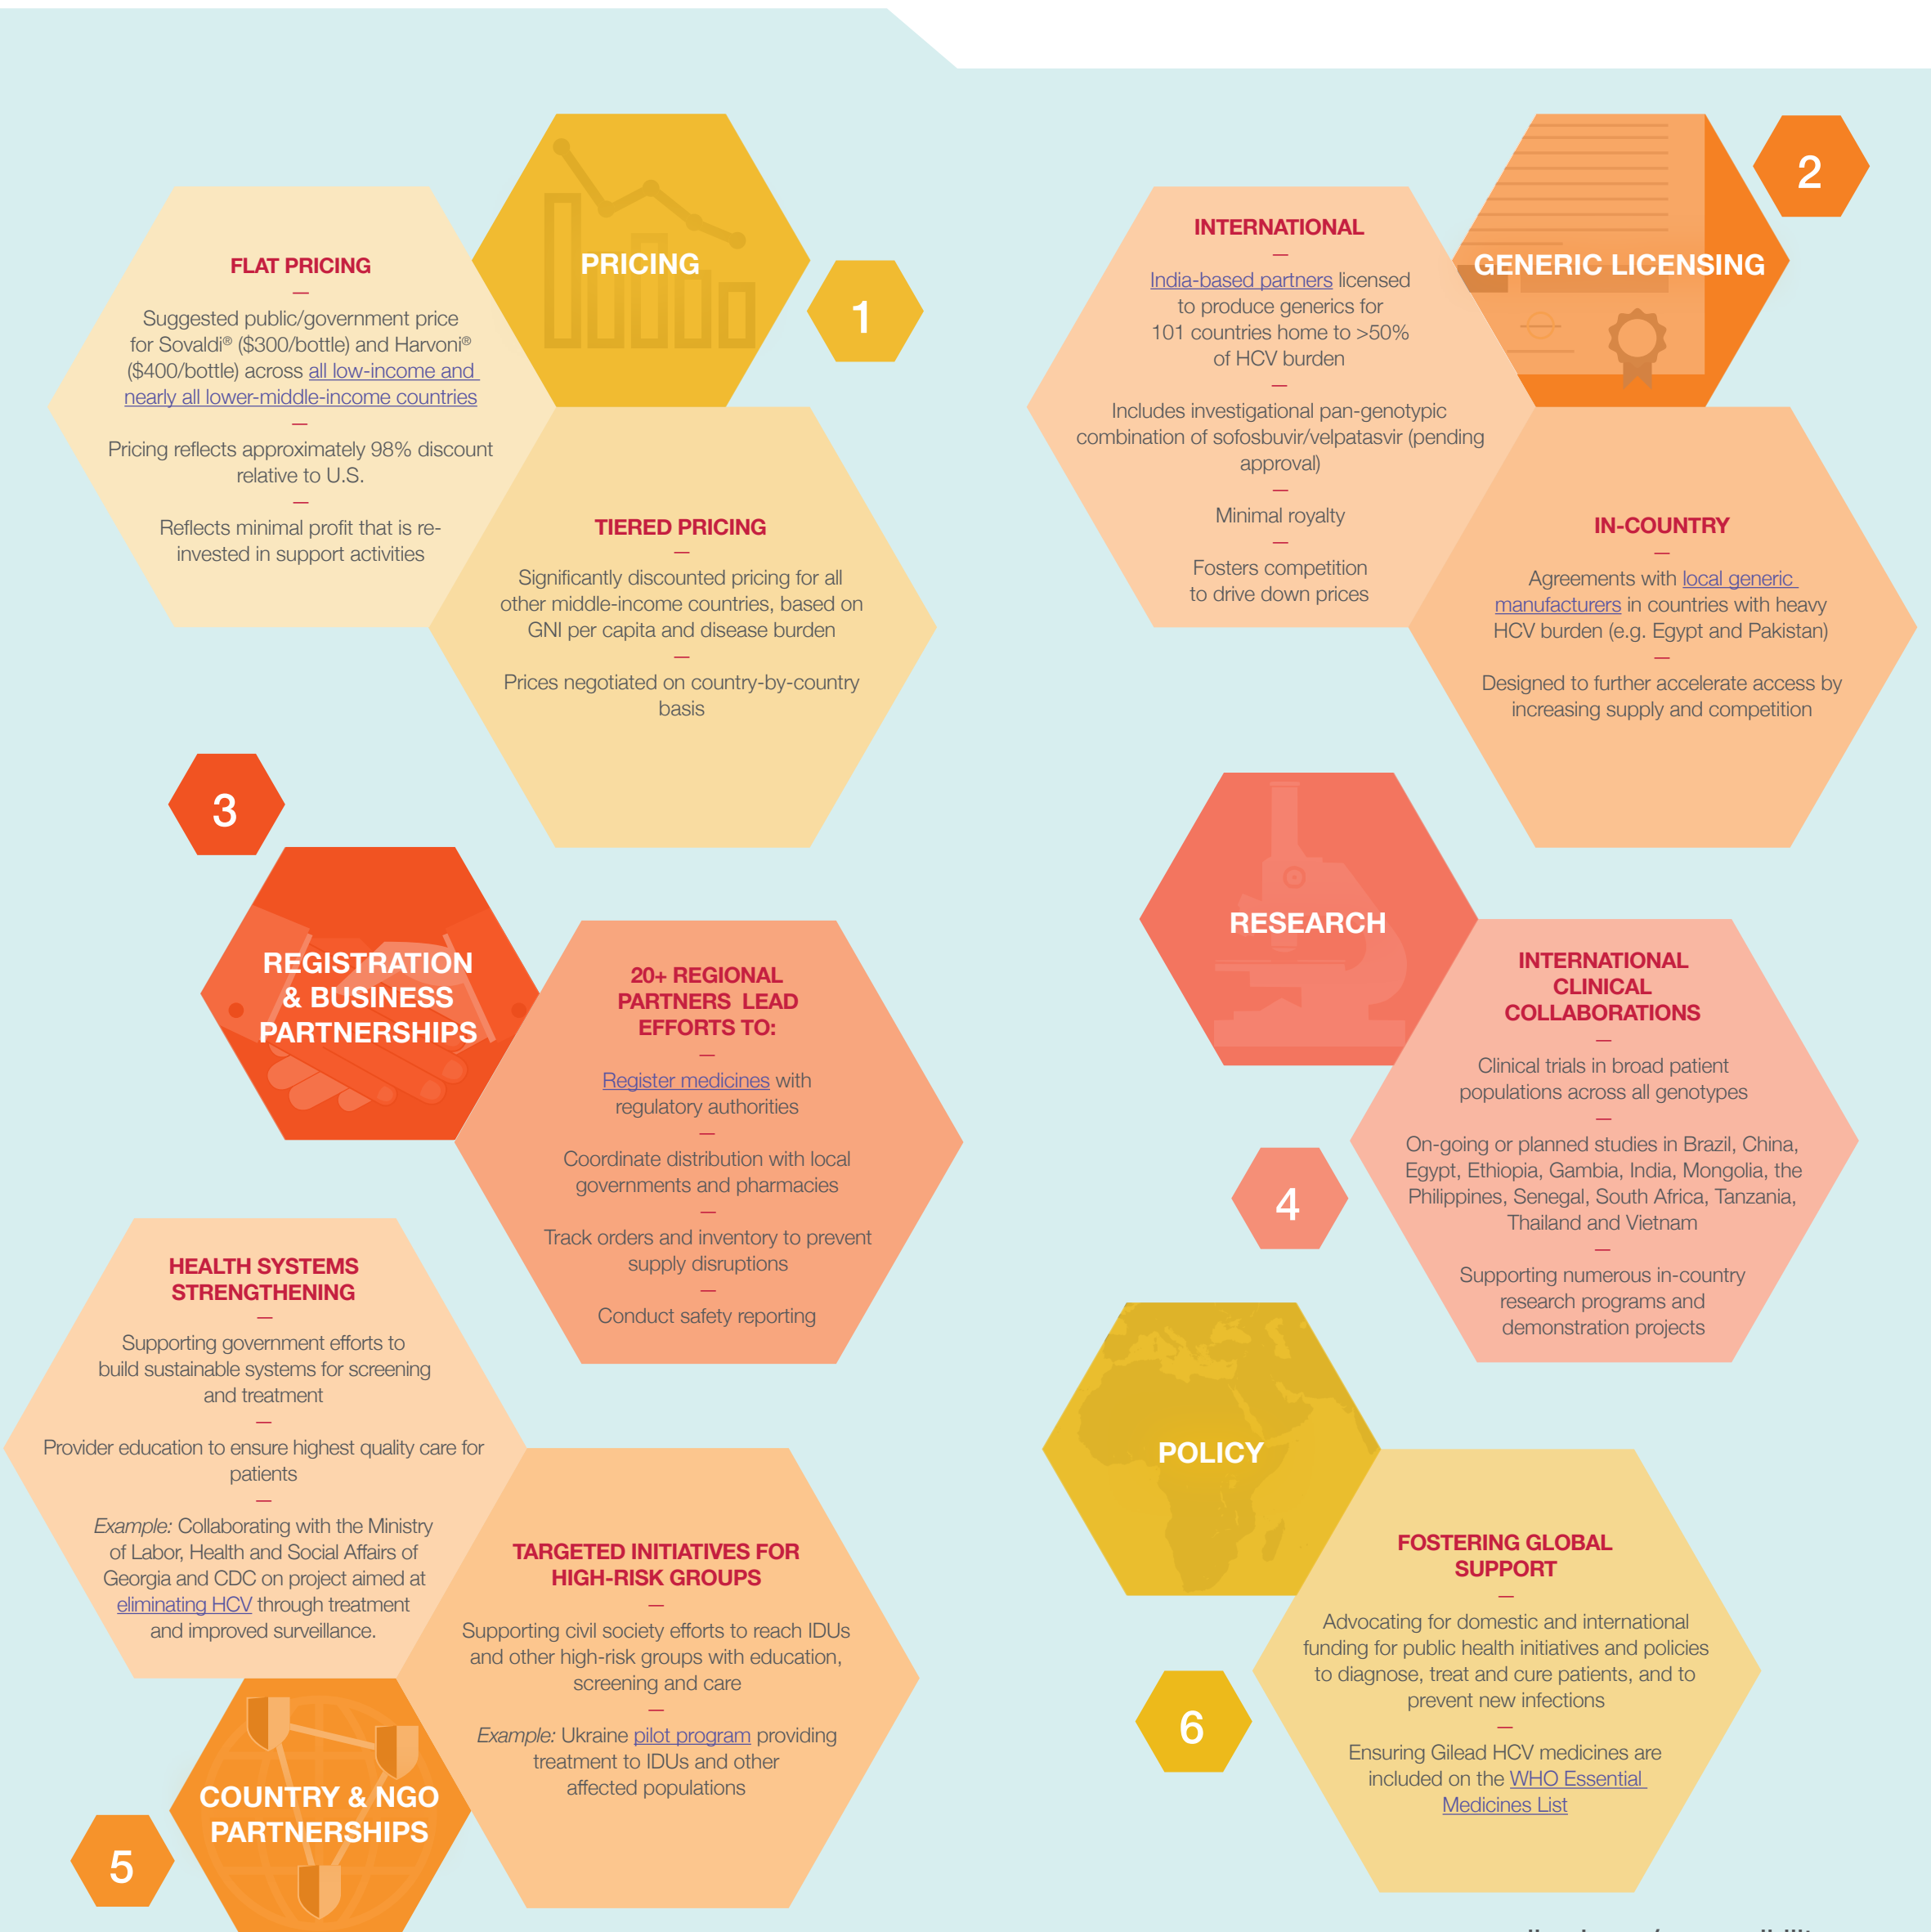 PRICING
1
FLAT PRICING
Suggested public/government price
for Sovaldi® ($300/bottle) and Harvoni®
($400/bottle) across all low-income and
nearly all lower-middle-income countries
Pricing reflects approximately 98% discount
relative to U.S.
Reflects minimal profit that is re-
invested in support activities
TIERED PRICING
Significantly discounted pricing for all
other middle-income countries, based on
GNI per capita and disease burden
Prices negotiated on country-by-country
basis
GENERIC LICENSING
2
INTERNATIONAL
India-based partners licensed
to produce generics for
101 countries home to >50%
of HCV burden
Includes investigational pan-genotypic
combination of sofosbuvir/velpatasvir (pending
approval)
Minimal royalty
Fosters competition
to drive down prices
IN-COUNTRY
Agreements with local generic
manufacturers in countries with heavy
HCV burden (e.g. Egypt and Pakistan)
Designed to further accelerate access by
increasing supply and competition
3
REGISTRATION
& BUSINESS
PARTNERSHIPS
20+ REGIONAL
PARTNERS LEAD
EFFORTS TO:
Register medicines with
regulatory authorities
Coordinate distribution with local
governments and pharmacies
Track orders and inventory to prevent
supply disruptions
Conduct safety reporting
RESEARCH
4
INTERNATIONAL
CLINICAL
COLLABORATIONS
Clinical trials in broad patient
populations across all genotypes
On-going or planned studies in Brazil, China,
Egypt, Ethiopia, Gambia, India, Mongolia, the
Philippines, Senegal, South Africa, Tanzania,
Thailand and Vietnam
Supporting numerous in-country
research programs and
demonstration projects
HEALTH SYSTEMS
STRENGTHENING
Supporting government efforts to
build sustainable systems for screening
and treatment
Provider education to ensure highest quality care for
patients
Example: Collaborating with the Ministry
of Labor, Health and Social Affairs of
Georgia and CDC on project aimed at
eliminating HCV through treatment
and improved surveillance.
TARGETED INITIATIVES FOR
HIGH-RISK GROUPS
Supporting civil society efforts to reach IDUs
and other high-risk groups with education,
screening and care
Example: Ukraine pilot program providing
treatment to IDUs and other
affected populations
COUNTRY & NGO
PARTNERSHIPS
5
POLICY
6
FOSTERING GLOBAL
SUPPORT
Advocating for domestic and international
funding for public health initiatives and policies
to diagnose, treat and cure patients, and to
prevent new infections
Ensuring Gilead HCV medicines are
included on the WHO Essential
Medicines List